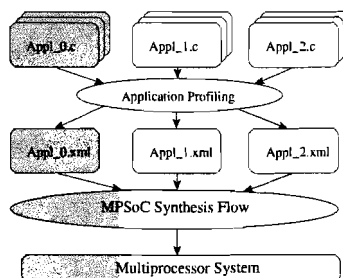 Appl_0.c Appl_1.c Appl_2.c
Application Profiling
Appl_0.xml Appl_1.xml Appl_2.xml
MPSoC Synthesis Flow
Multiprocessor System